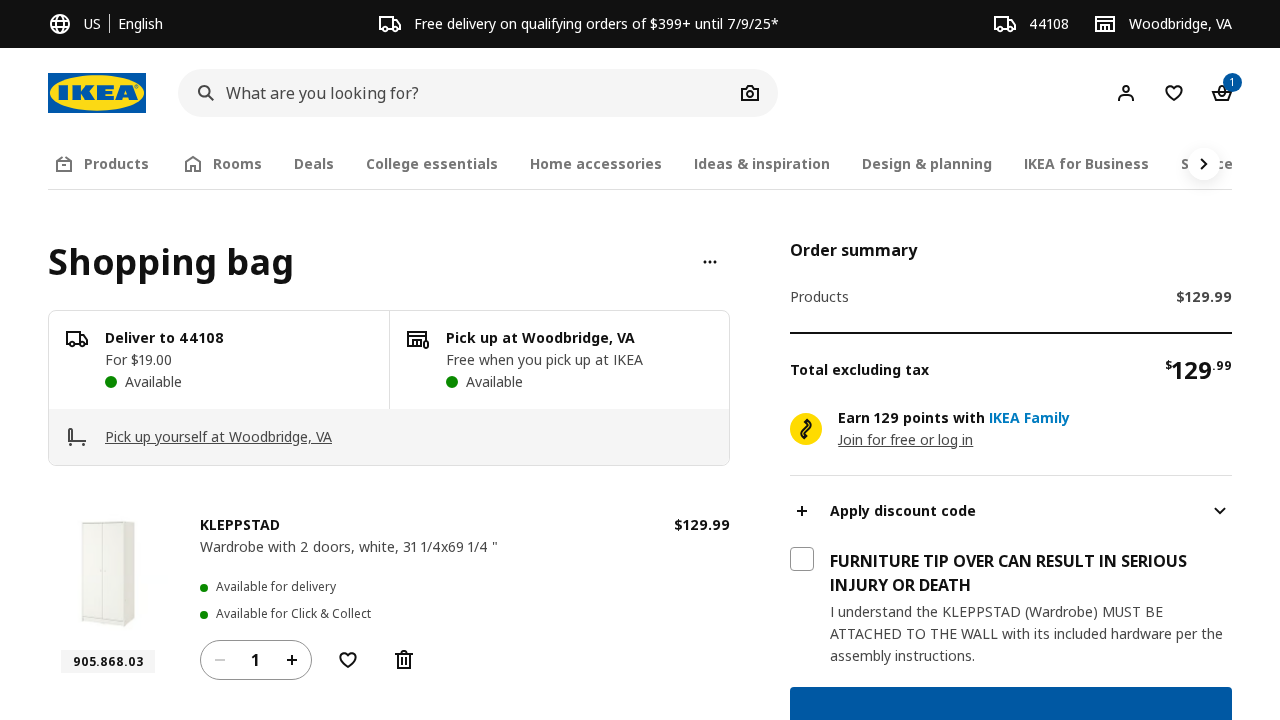 US | English
Free delivery on qualifying orders of $399+ until 7/9/25*
44108
Woodbridge, VA
IKEA
What are you looking for?
1
Products
Rooms
Deals
College essentials
Home accessories
Ideas & inspiration
Design & planning
IKEA for Business
Shopping bag
Deliver to 44108
For $19.00
Available
Pick up at Woodbridge, VA
Free when you pick up at IKEA
Available
Pick up yourself at Woodbridge, VA
KLEPPSTAD
$129.99
Wardrobe with 2 doors, white, 31 1/4x69 1/4 "
Available for delivery
Available for Click & Collect
905.868.03
1
Order summary
Products
$129.99
Total excluding tax
$129.99
Earn 129 points with IKEA Family
Join for free or log in
Apply discount code
FURNITURE TIP OVER CAN RESULT IN SERIOUS
INJURY OR DEATH
I understand the KLEPPSTAD (Wardrobe) MUST BE
ATTACHED TO THE WALL with its included hardware per the
assembly instructions.